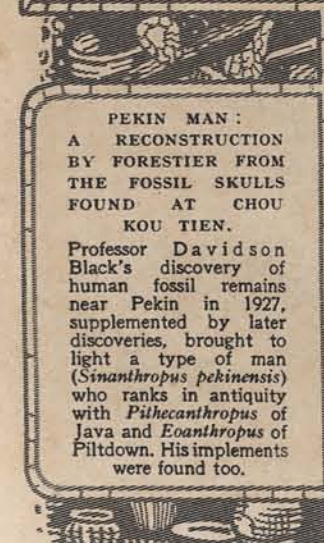 PEKIN MAN :
A RECONSTRUCTION
BY FORESTIER FROM
THE FOSSIL SKULLS
FOUND AT CHOU
KOU TIEN.
Professor Davidson
Black's discovery of
human fossil remains
near Pekin in 1927,
supplemented by later
discoveries, brought to
light a type of man
(Sinanthropus pekinensis)
who ranks in antiquity
with Pithecanthropus of
Java and Eoanthropus of
Piltdown. His implements
were found too.